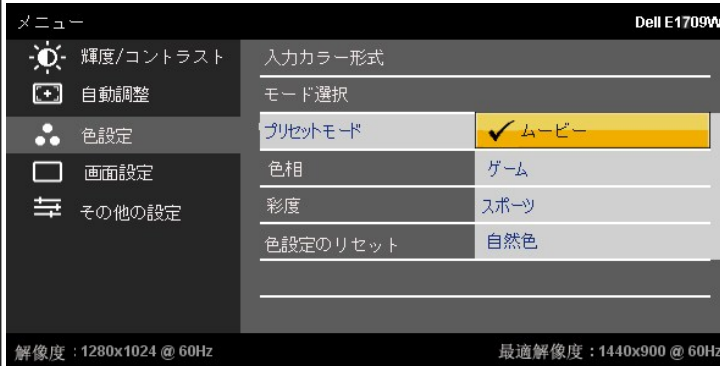 メニュー
Dell E1709W
輝度/コントラスト
入力カラー形式
自動調整
モード選択
色設定
プリセットモード
ムービー
画面設定
色相
ゲーム
その他の設定
彩度
スポーツ
色設定のリセット
自然色
解像度：1280x1024 @ 60Hz
最適解像度：1440x900 @ 60Hz